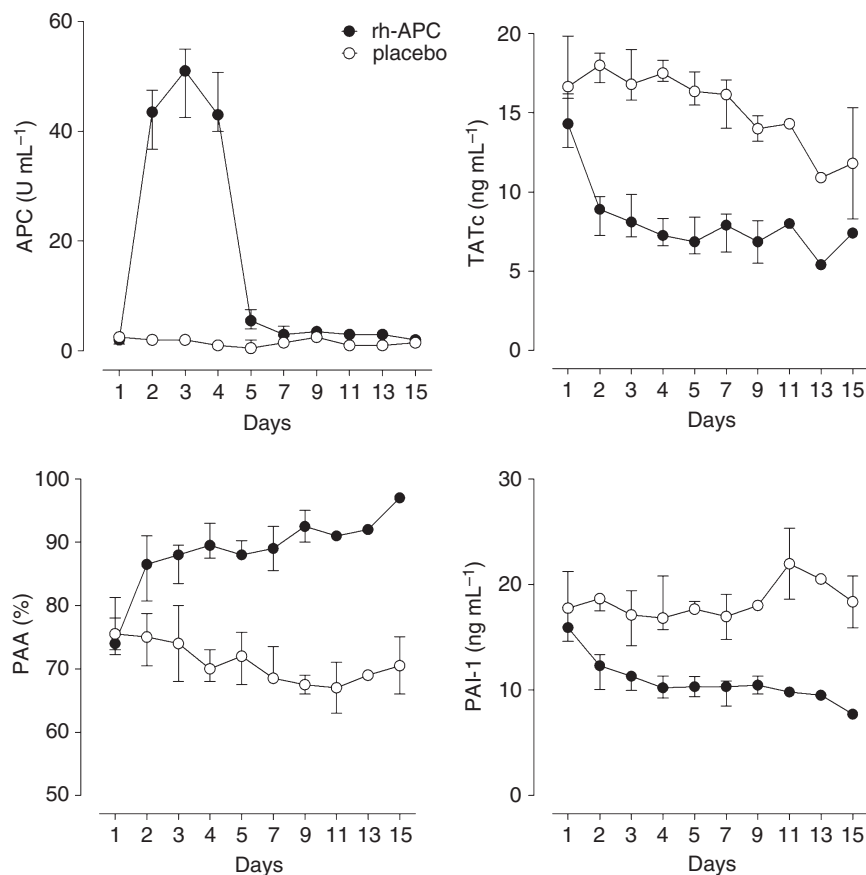 rh-APC
placebo
60
40
20
0
APC (U mL⁻¹)
1 2 3 4 5 7 9 11 13 15
Days
20
15
10
5
0
TATc (ng mL⁻¹)
1 2 3 4 5 7 9 11 13 15
Days
100
90
80
70
60
50
PAA (%)
1 2 3 4 5 7 9 11 13 15
Days
30
20
10
0
PAI-1 (ng mL⁻¹)
1 2 3 4 5 7 9 11 13 15
Days